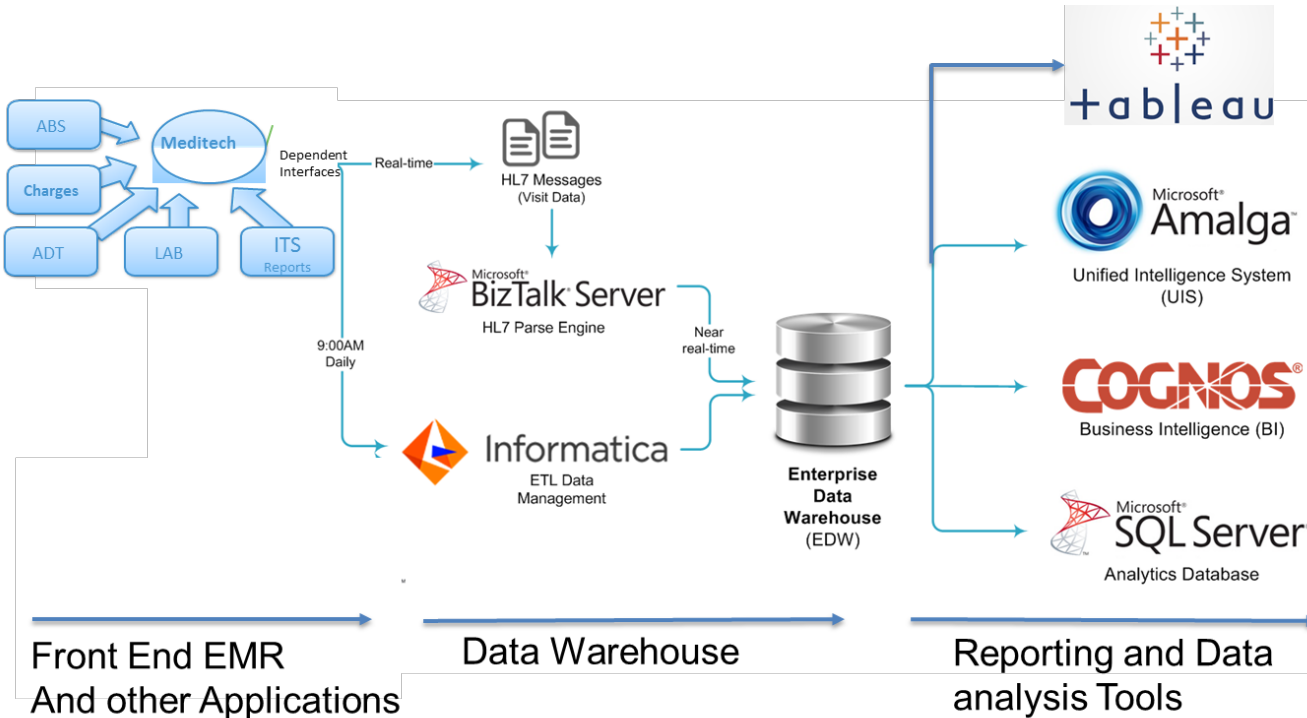 ABS
Charges
ADT
LAB
ITS
Reports
Meditech
Dependent
Interfaces
Real-time
9:00AM
Daily
HL7 Messages
(Visit Data)
Microsoft®
BizTalk® Server
HL7 Parse Engine
Informatica
ETL Data
Management
Near
real-time
Enterprise
Data
Warehouse
(EDW)
+ableau
Microsoft®
Amalga™
Unified Intelligence System
(UIS)
COGNOS®
Business Intelligence (BI)
Microsoft®
SQL Server®
Analytics Database
Front End EMR
And other Applications
Data Warehouse
Reporting and Data
analysis Tools